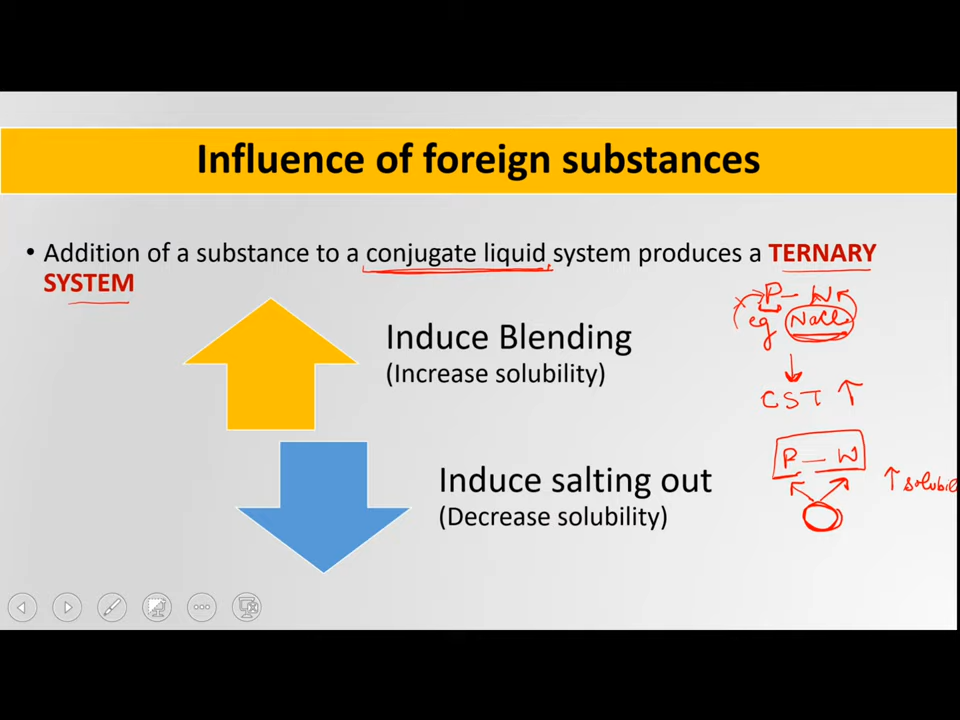 Influence of foreign substances
• Addition of a substance to a conjugate liquid system produces a TERNARY
SYSTEM
P – W
eg NaCl
Induce Blending
(Increase solubility)
CST ↑
P – W
Induce salting out
(Decrease solubility)
↑ solubil